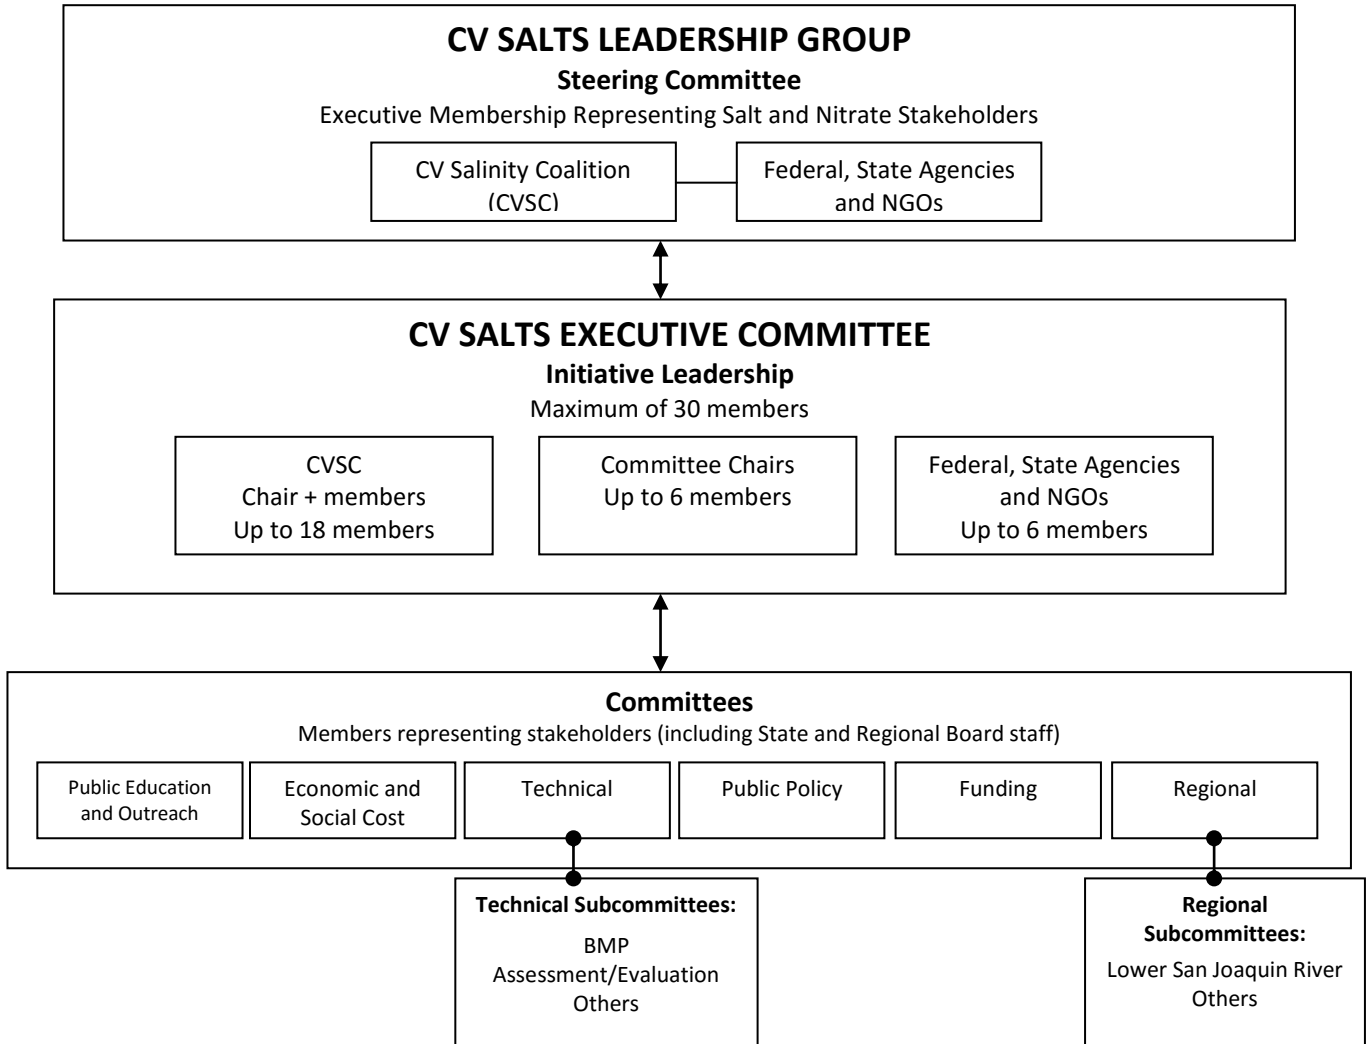 CV SALTS LEADERSHIP GROUP
Steering Committee
Executive Membership Representing Salt and Nitrate Stakeholders
CV Salinity Coalition
(CVSC)
Federal, State Agencies
and NGOs
CV SALTS EXECUTIVE COMMITTEE
Initiative Leadership
Maximum of 30 members
CVSC
Chair + members
Up to 18 members
Committee Chairs
Up to 6 members
Federal, State Agencies
and NGOs
Up to 6 members
Committees
Members representing stakeholders (including State and Regional Board staff)
Public Education
and Outreach
Economic and
Social Cost
Technical
Public Policy
Funding
Regional
Technical Subcommittees:
BMP
Assessment/Evaluation
Others
Regional
Subcommittees:
Lower San Joaquin River
Others